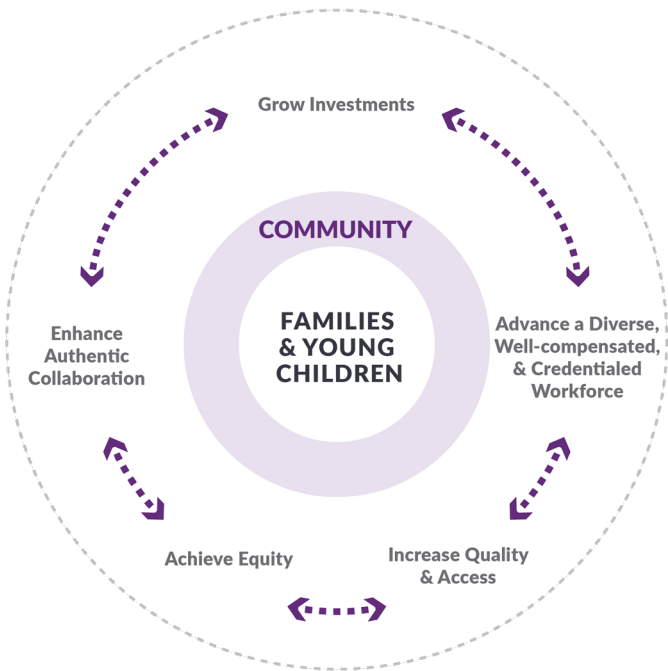 Grow Investments
COMMUNITY
FAMILIES
& YOUNG
CHILDREN
Advance a Diverse,
Well-compensated,
& Credentialed
Workforce
Increase Quality
& Access
Achieve Equity
Enhance
Authentic
Collaboration